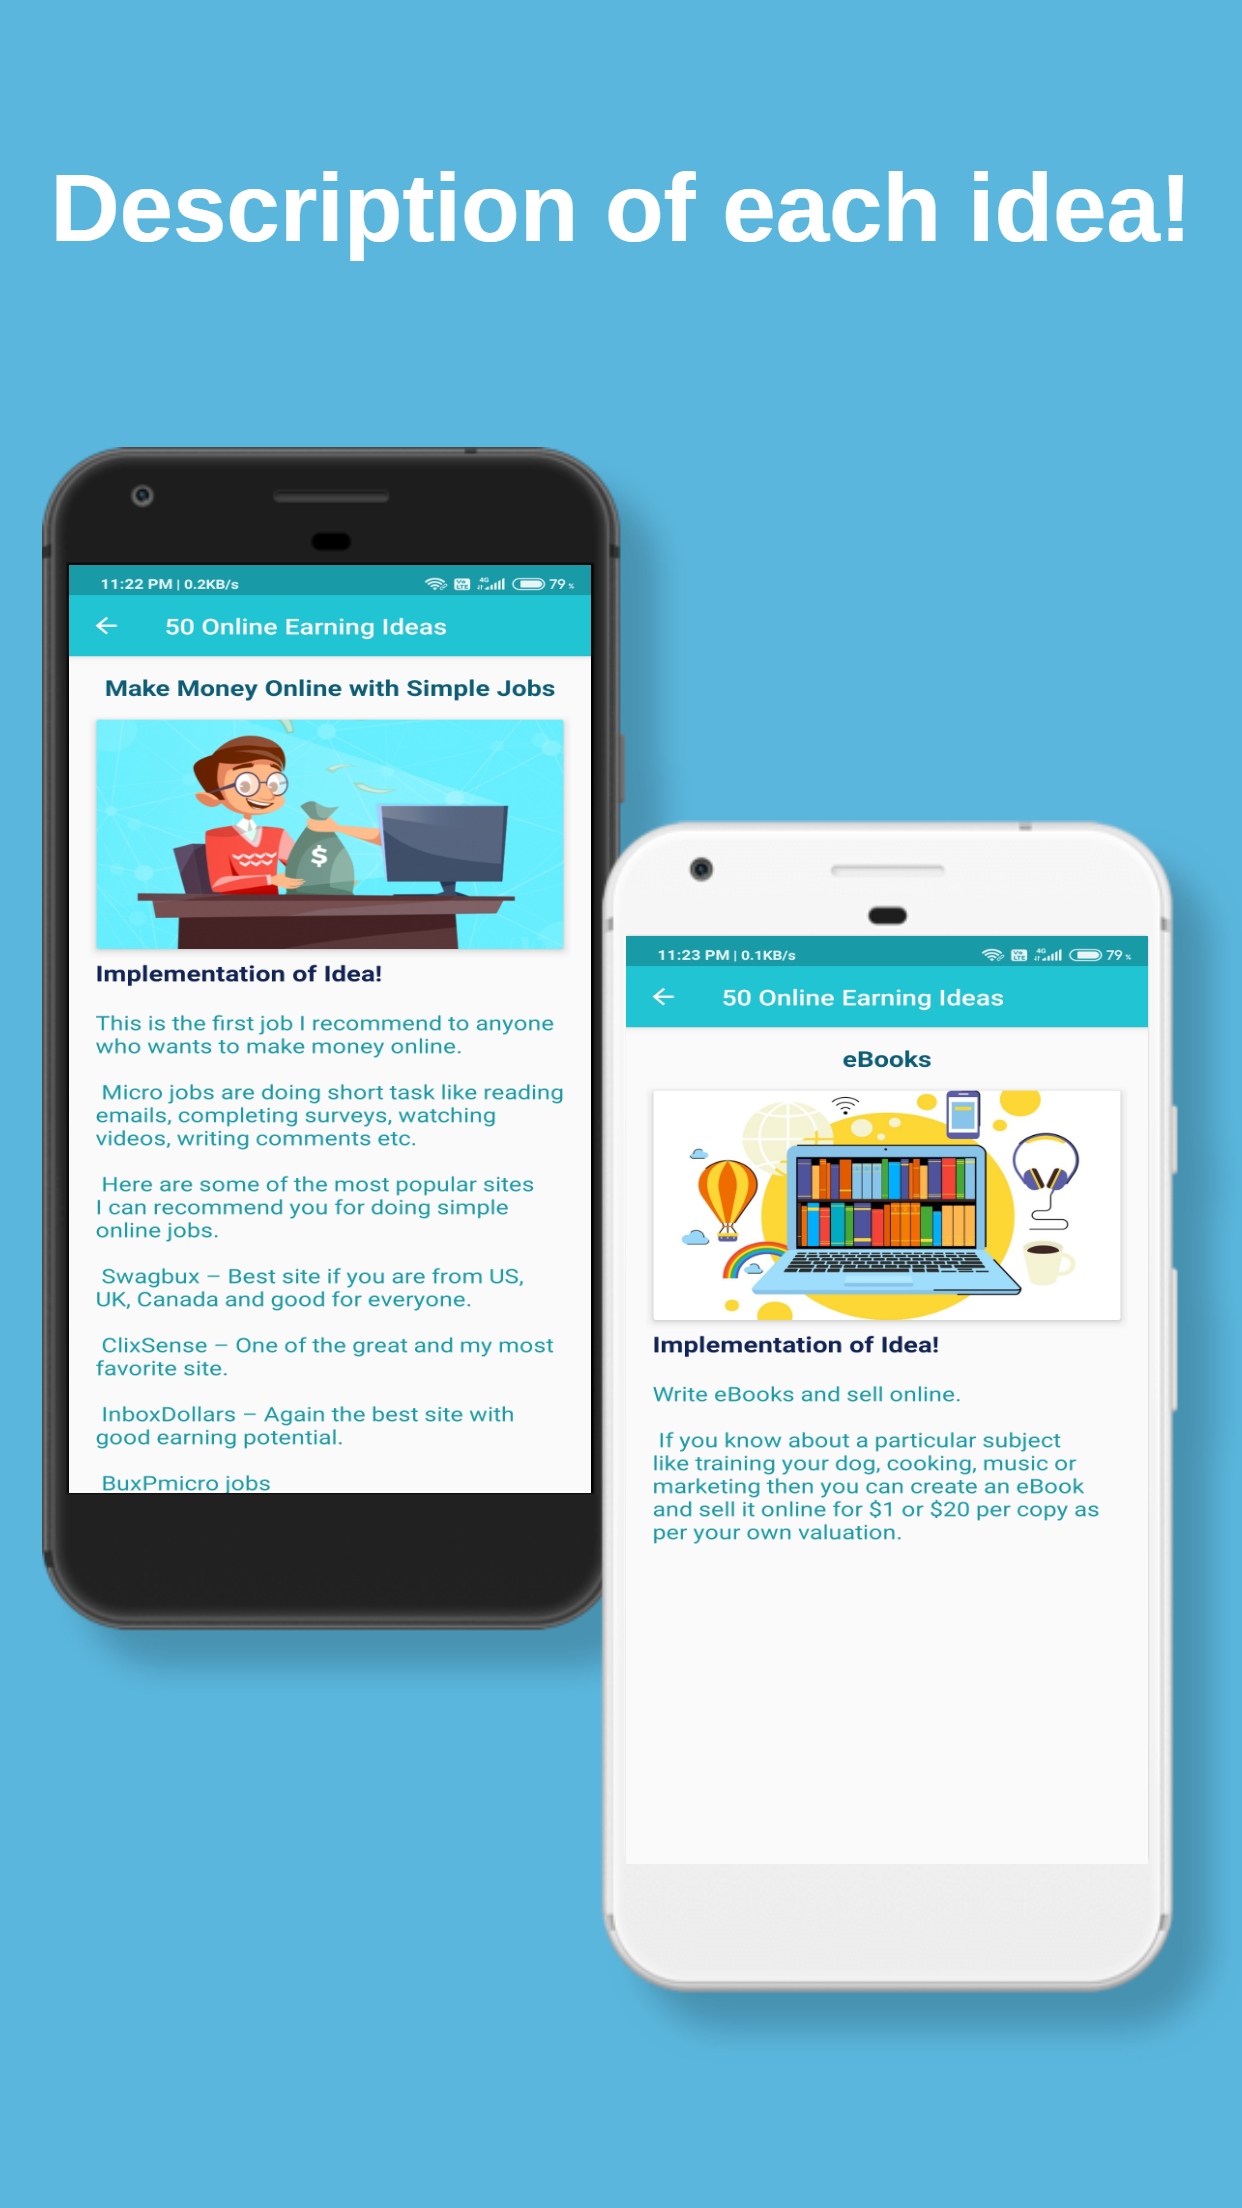 Description of each idea!
11:22 PM | 0.2KB/s
Vo LTE 4G 79 %
50 Online Earning Ideas
Make Money Online with Simple Jobs
$
Implementation of Idea!
This is the first job I recommend to anyone
who wants to make money online.
Micro jobs are doing short task like reading
emails, completing surveys, watching
videos, writing comments etc.
Here are some of the most popular sites
I can recommend you for doing simple
online jobs.
Swagbux – Best site if you are from US,
UK, Canada and good for everyone.
ClixSense – One of the great and my most
favorite site.
InboxDollars – Again the best site with
good earning potential.
BuxPmicro jobs
11:23 PM | 0.1KB/s
Vo LTE 4G 79 %
50 Online Earning Ideas
eBooks
Implementation of Idea!
Write eBooks and sell online.
If you know about a particular subject
like training your dog, cooking, music or
marketing then you can create an eBook
and sell it online for $1 or $20 per copy as
per your own valuation.